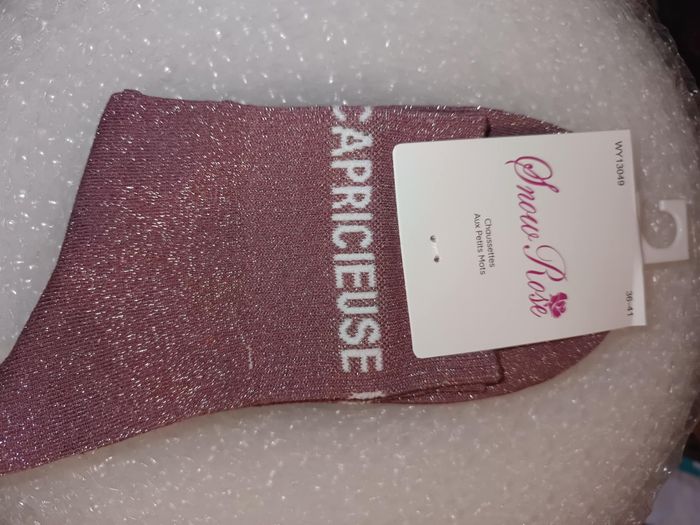 WY13049
36-41
Snow Rose
Chaussettes
Aux Petits Mots
CAPRICIEUSE